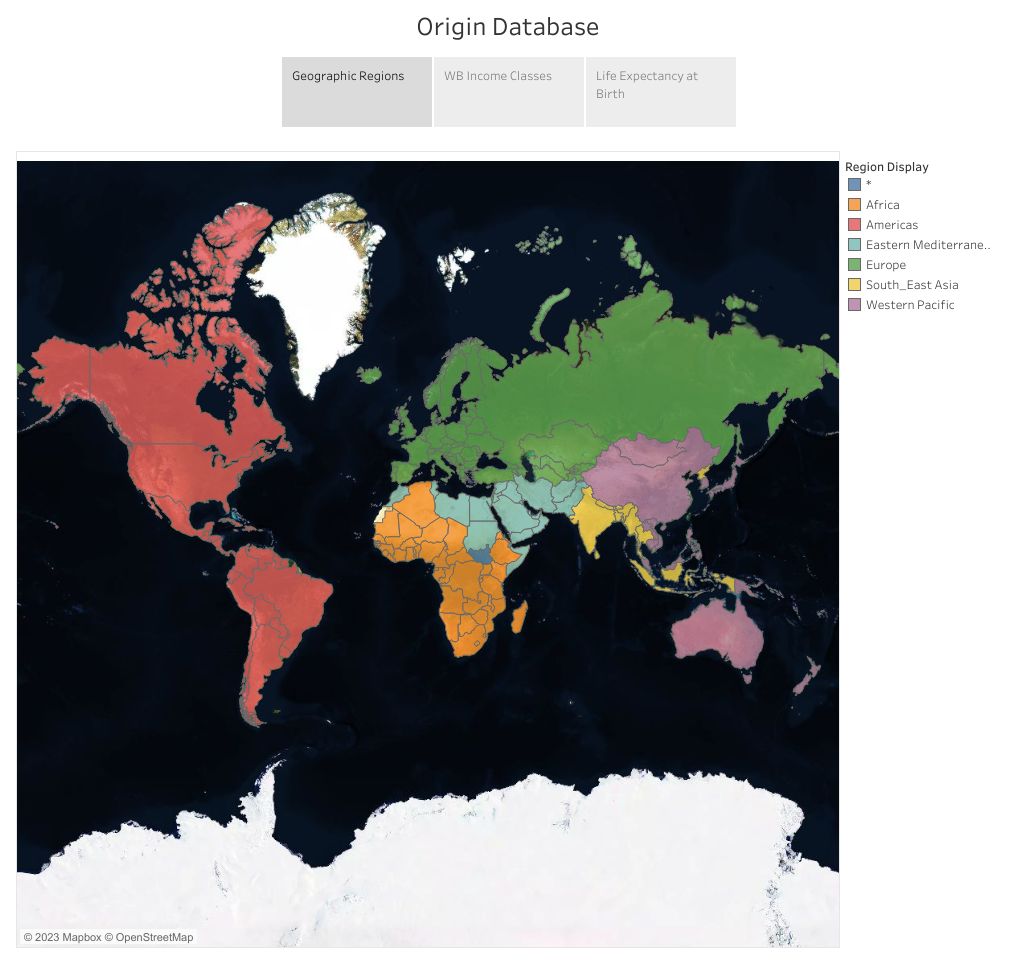 Origin Database
Geographic Regions
WB Income Classes
Life Expectancy at
Birth
Region Display
*
Africa
Americas
Eastern Mediterrane..
Europe
South_East Asia
Western Pacific
© 2023 Mapbox © OpenStreetMap